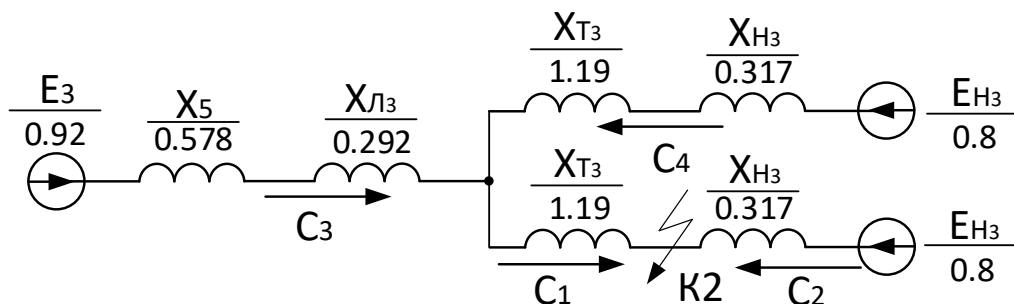 Xт₃
1.19
Xн₃
0.317
E₃
0.92
X₅
0.578
Xл₃
0.292
Eн₃
0.8
C₄
C₃
Xт₃
1.19
Xн₃
0.317
Eн₃
0.8
C₁
К2
C₂